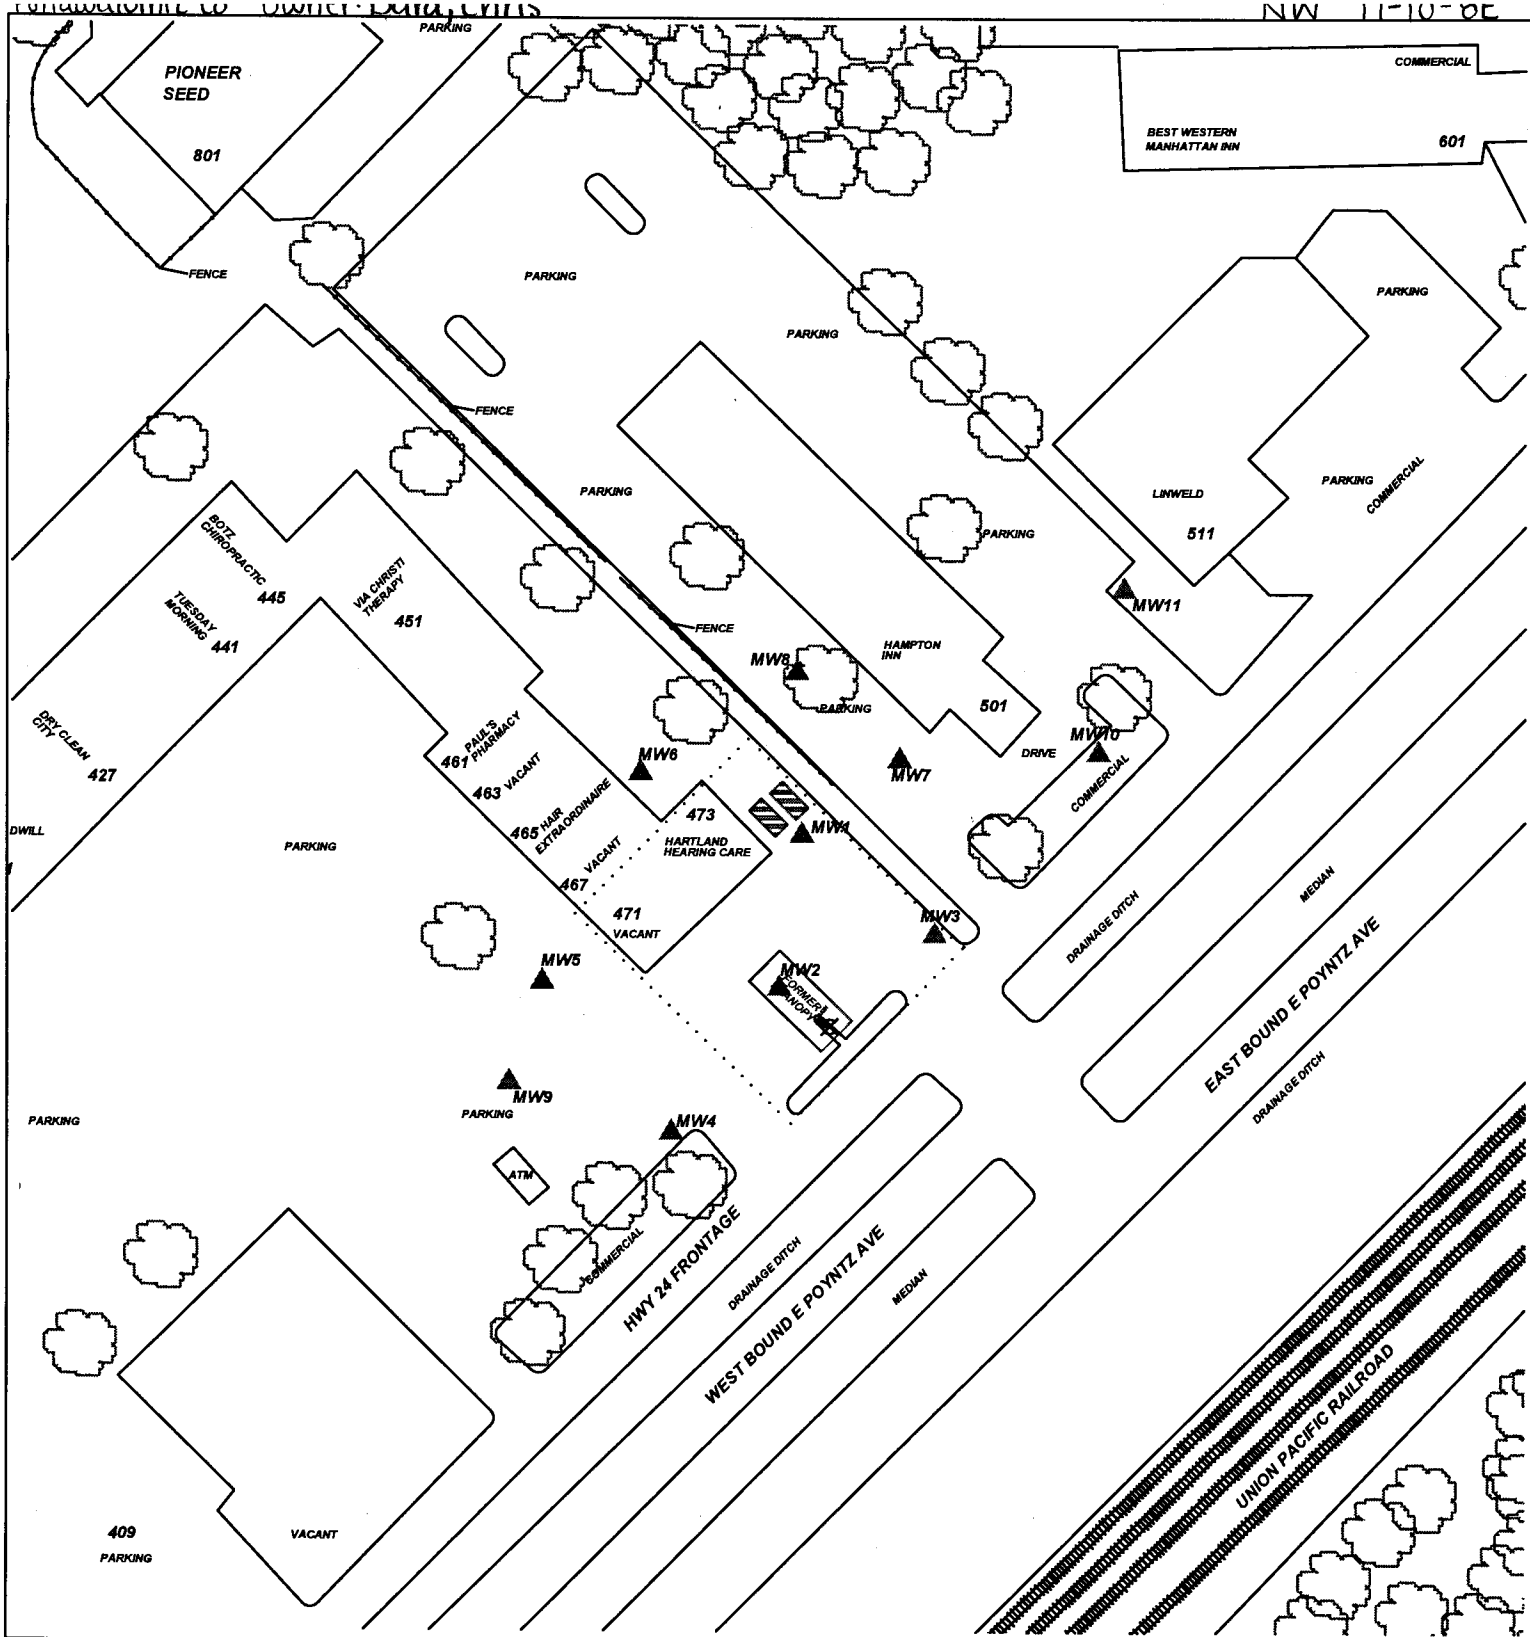 NW 11-10-8E
PARKING
PIONEER
SEED
801
COMMERCIAL
BEST WESTERN
MANHATTAN INN
601
FENCE
PARKING
PARKING
PARKING
FENCE
PARKING
LINWELD
511
PARKING
COMMERCIAL
PARKING
BOTZ
CHIROPRACTIC
445
TUESDAY
MORNING
441
VIA CHRISTI
THERAPY
451
MW11
FENCE
HAMPTON
INN
501
MW8
PARKING
DRY CLEAN
CITY
427
461 PAUL'S
PHARMACY
463 VACANT
465 HAIR
EXTRAORDINAIRE
467 VACANT
MW6
MW7
DRIVE
MW10
COMMERCIAL
473
HARTLAND
HEARING CARE
MW1
DWILL
PARKING
471
VACANT
MW3
MW5
MW2
FORMER
CANOPY
DRAINAGE DITCH
MEDIAN
EAST BOUND E POYNTZ AVE
DRAINAGE DITCH
MW9
PARKING
PARKING
MW4
ATM
COMMERCIAL
HWY 24 FRONTAGE
DRAINAGE DITCH
WEST BOUND E POYNTZ AVE
MEDIAN
UNION PACIFIC RAILROAD
409
PARKING
VACANT